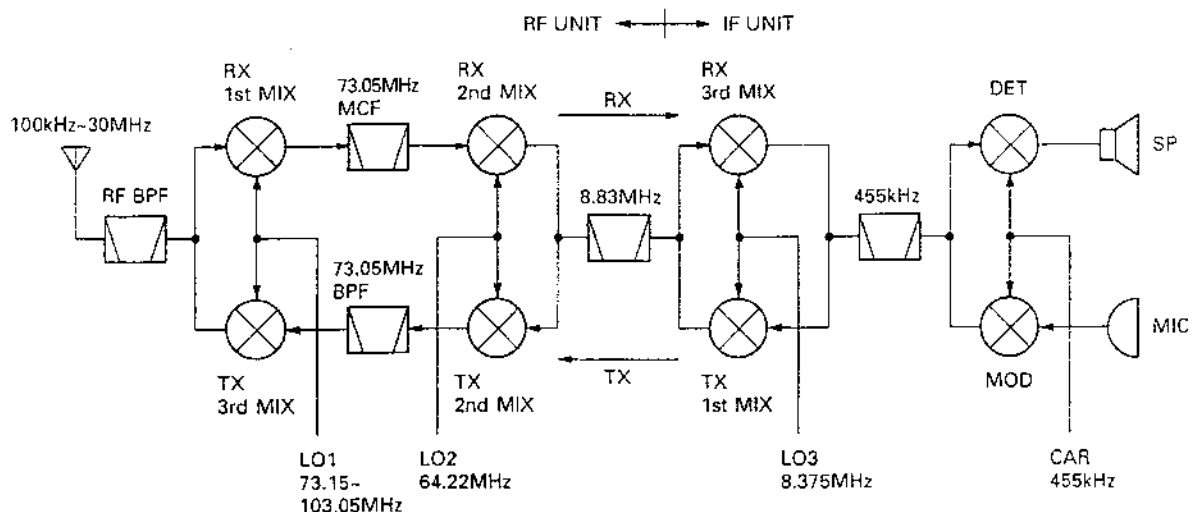 RF UNIT
IF UNIT
RX
1st MIX
73.05MHz
MCF
RX
2nd MIX
RX
RX
3rd MIX
DET
100kHz~30MHz
SP
RF BPF
8.83MHz
455kHz
73.05MHz
BPF
MIC
TX
3rd MIX
TX
2nd MIX
TX
TX
1st MIX
MOD
LO1
73.15~
103.05MHz
LO2
64.22MHz
LO3
8.375MHz
CAR
455kHz